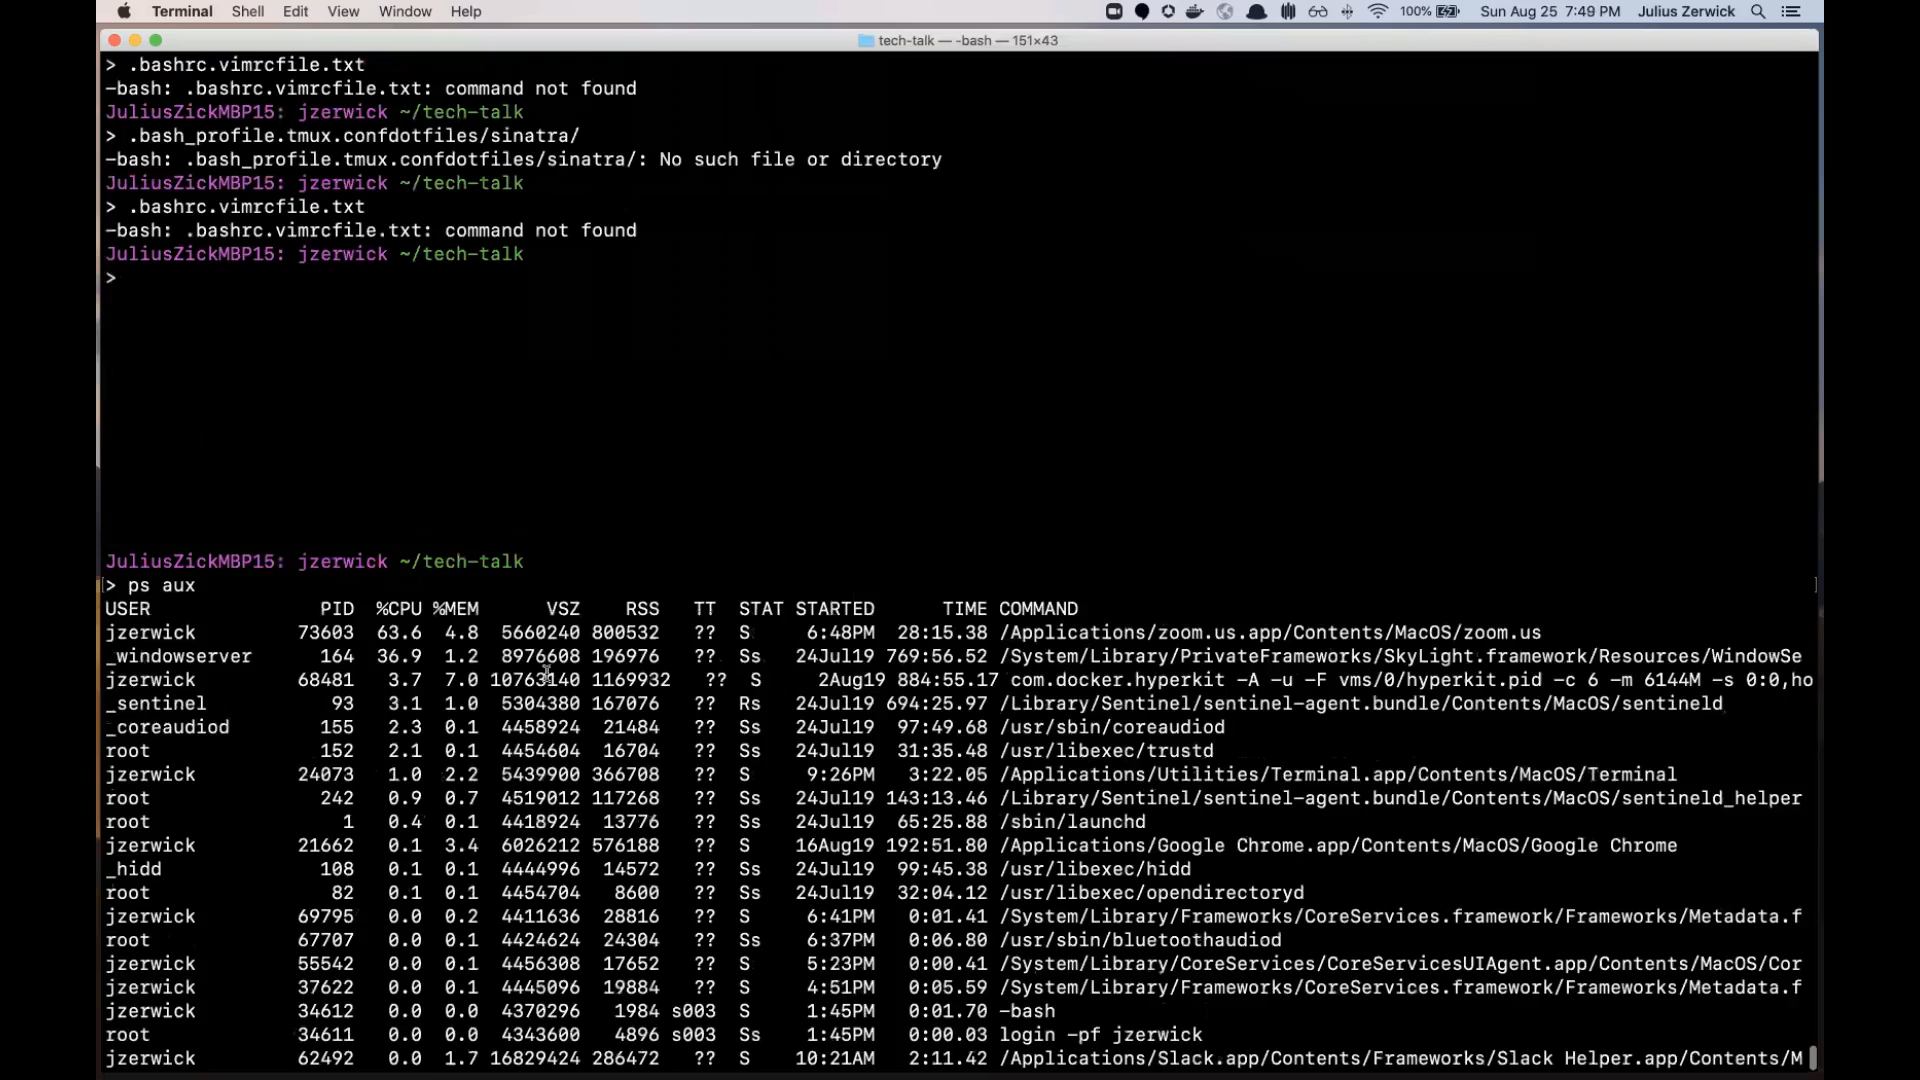 Terminal Shell Edit View Window Help 100% Sun Aug 25 7:49 PM Julius Zerwick
tech-talk — -bash — 151×43
> .bashrc.vimrcfile.txt
-bash: .bashrc.vimrcfile.txt: command not found
JuliusZickMBP15: jzerwick ~/tech-talk
> .bash_profile.tmux.confdotfiles/sinatra/
-bash: .bash_profile.tmux.confdotfiles/sinatra/: No such file or directory
JuliusZickMBP15: jzerwick ~/tech-talk
> .bashrc.vimrcfile.txt
-bash: .bashrc.vimrcfile.txt: command not found
JuliusZickMBP15: jzerwick ~/tech-talk
>
JuliusZickMBP15: jzerwick ~/tech-talk
[> ps aux ]
USER PID %CPU %MEM VSZ RSS TT STAT STARTED TIME COMMAND
jzerwick 73603 63.6 4.8 5660240 800532 ?? S 6:48PM 28:15.38 /Applications/zoom.us.app/Contents/MacOS/zoom.us
_windowserver 164 36.9 1.2 8976608 196976 ?? Ss 24Jul19 769:56.52 /System/Library/PrivateFrameworks/SkyLight.framework/Resources/WindowSe
jzerwick 68481 3.7 7.0 10763140 1169932 ?? S 2Aug19 884:55.17 com.docker.hyperkit -A -u -F vms/0/hyperkit.pid -c 6 -m 6144M -s 0:0,ho
_sentinel 93 3.1 1.0 5304380 167076 ?? Rs 24Jul19 694:25.97 /Library/Sentinel/sentinel-agent.bundle/Contents/MacOS/sentineld
_coreaudiod 155 2.3 0.1 4458924 21484 ?? Ss 24Jul19 97:49.68 /usr/sbin/coreaudiod
root 152 2.1 0.1 4454604 16704 ?? Ss 24Jul19 31:35.48 /usr/libexec/trustd
jzerwick 24073 1.0 2.2 5439900 366708 ?? S 9:26PM 3:22.05 /Applications/Utilities/Terminal.app/Contents/MacOS/Terminal
root 242 0.9 0.7 4519012 117268 ?? Ss 24Jul19 143:13.46 /Library/Sentinel/sentinel-agent.bundle/Contents/MacOS/sentineld_helper
root 1 0.4 0.1 4418924 13776 ?? Ss 24Jul19 65:25.88 /sbin/launchd
jzerwick 21662 0.1 3.4 6026212 576188 ?? S 16Aug19 192:51.80 /Applications/Google Chrome.app/Contents/MacOS/Google Chrome
_hidd 108 0.1 0.1 4444996 14572 ?? Ss 24Jul19 99:45.38 /usr/libexec/hidd
root 82 0.1 0.1 4454704 8600 ?? Ss 24Jul19 32:04.12 /usr/libexec/opendirectoryd
jzerwick 69795 0.0 0.2 4411636 28816 ?? S 6:41PM 0:01.41 /System/Library/Frameworks/CoreServices.framework/Frameworks/Metadata.f
root 67707 0.0 0.1 4424624 24304 ?? Ss 6:37PM 0:06.80 /usr/sbin/bluetoothaudiod
jzerwick 55542 0.0 0.1 4456308 17652 ?? S 5:23PM 0:00.41 /System/Library/CoreServices/CoreServicesUIAgent.app/Contents/MacOS/Cor
jzerwick 37622 0.0 0.1 4445096 19884 ?? S 4:51PM 0:05.59 /System/Library/Frameworks/CoreServices.framework/Frameworks/Metadata.f
jzerwick 34612 0.0 0.0 4370296 1984 s003 S 1:45PM 0:01.70 -bash
root 34611 0.0 0.0 4343600 4896 s003 Ss 1:45PM 0:00.03 login -pf jzerwick
jzerwick 62492 0.0 1.7 16829424 286472 ?? S 10:21AM 2:11.42 /Applications/Slack.app/Contents/Frameworks/Slack Helper.app/Contents/M